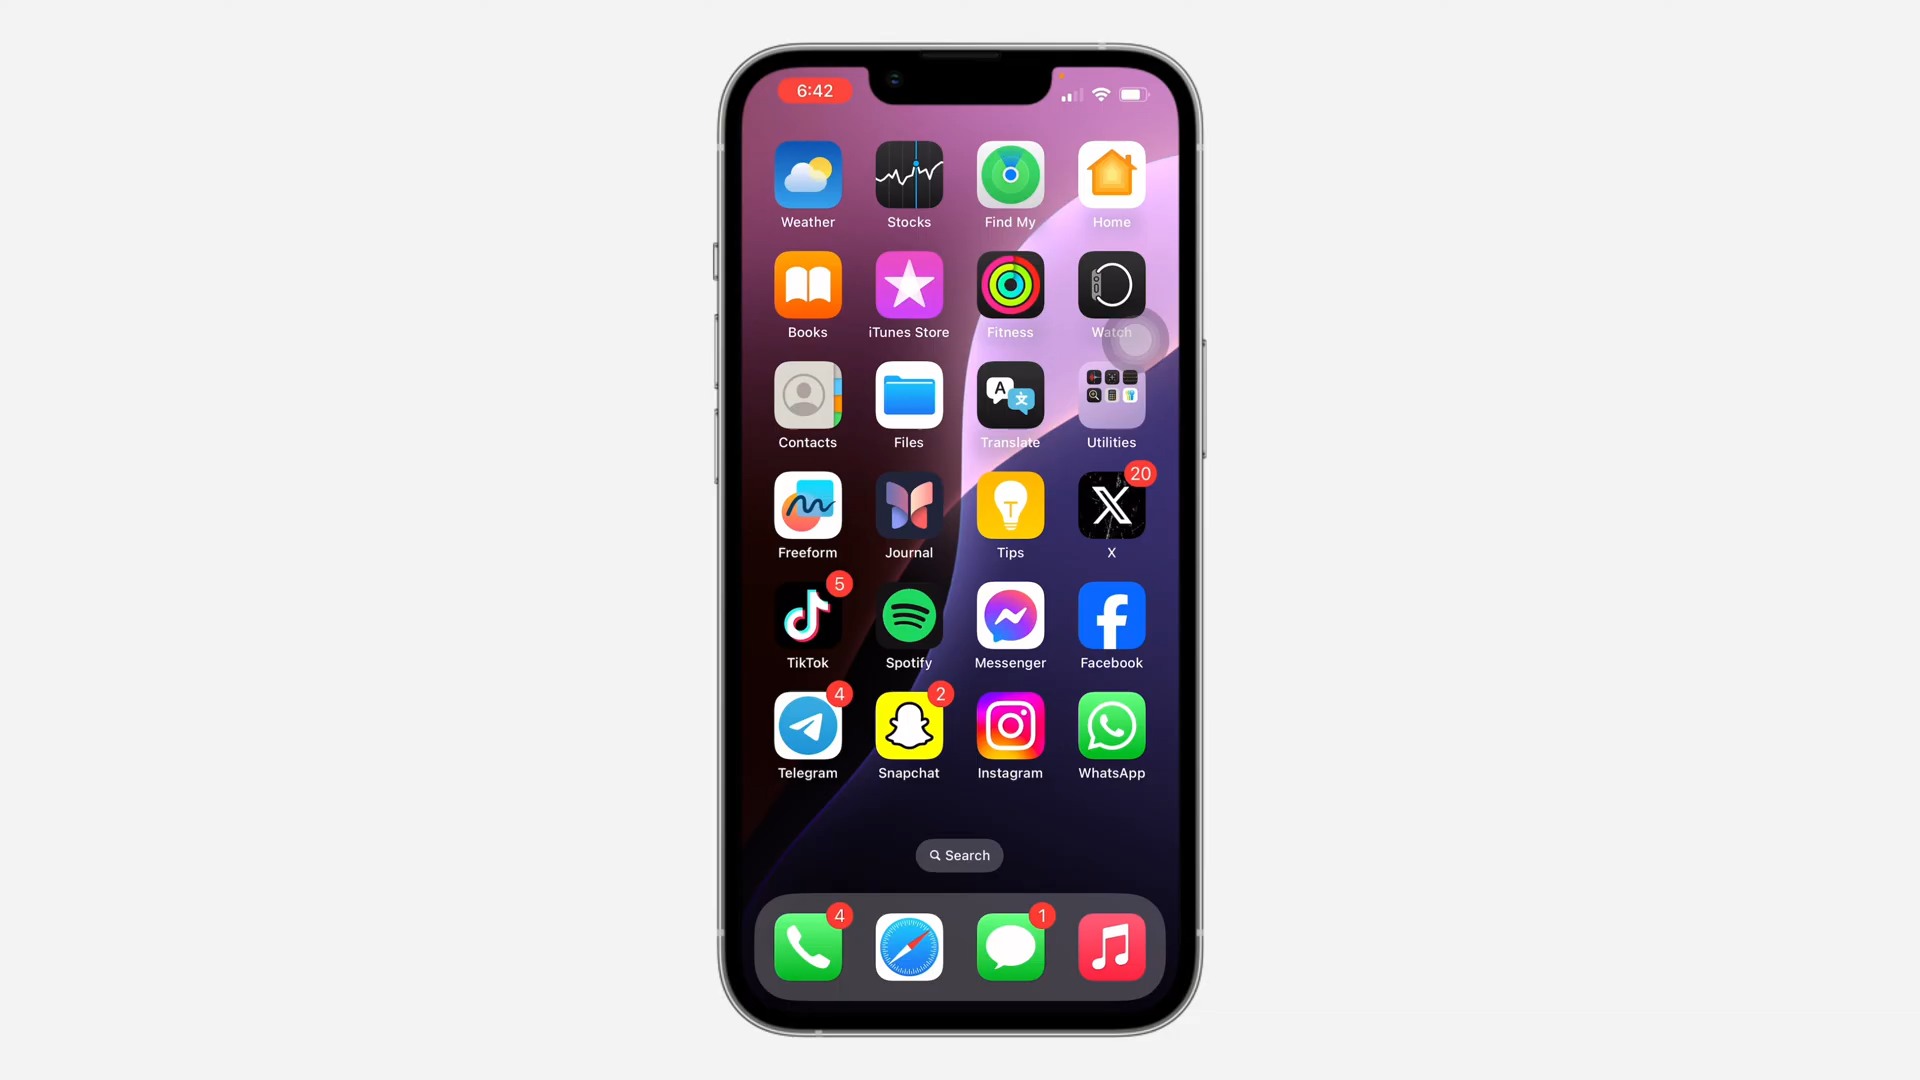 6:42
Weather Stocks Find My Home
Books iTunes Store Fitness Watch
A 文
Contacts Files Translate Utilities
20
T
Freeform Journal Tips X
5
TikTok Spotify Messenger Facebook
4 2
Telegram Snapchat Instagram WhatsApp
Search
4 1